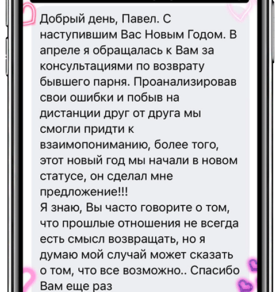 Добрый день, Павел. С
наступившим Вас Новым Годом. В
апреле я обращалась к Вам за
консультациями по возврату
бывшего парня. Проанализировав
свои ошибки и побыв на
дистанции друг от друга мы
смогли придти к
взаимопониманию, более того,
этот новый год мы начали в новом
статусе, он сделал мне
предложение!!!
Я знаю, Вы часто говорите о том,
что прошлые отношения не всегда
есть смысл возвращать, но я
думаю мой случай может сказать
о том, что все возможно.. Спасибо
Вам еще раз